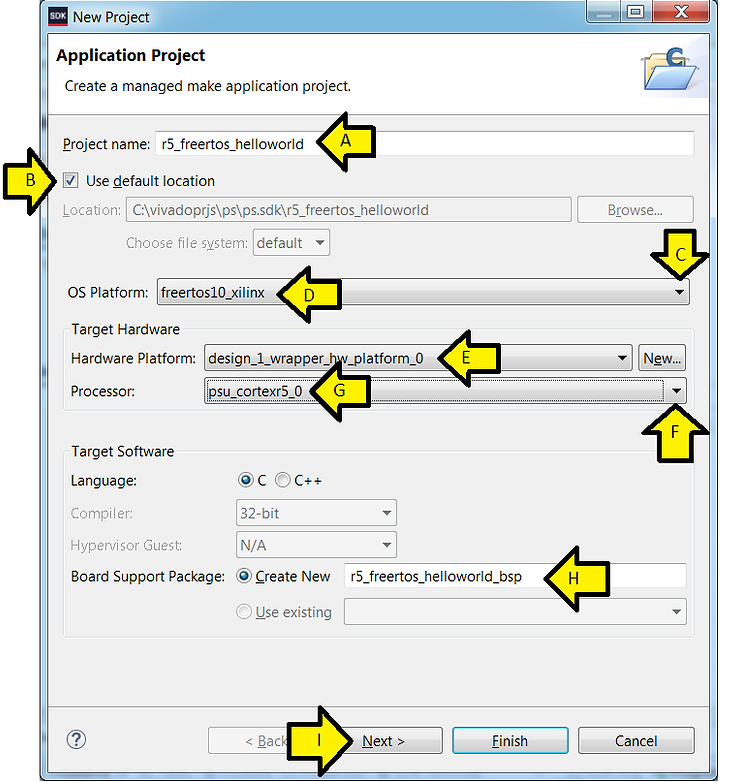 SDK New Project
Application Project
Create a managed make application project.
Project name: r5_freertos_helloworld A
B Use default location
Location: C:\vivadoprjs\ps\ps.sdk\r5_freertos_helloworld Browse...
Choose file system: default
C
OS Platform: freertos10_xilinx D
Target Hardware
Hardware Platform: design_1_wrapper_hw_platform_0 E New...
Processor: psu_cortexr5_0 G
F
Target Software
Language: C C++
Compiler: 32-bit
Hypervisor Guest: N/A
Board Support Package: Create New r5_freertos_helloworld_bsp H
Use existing
? < Back I Next > Finish Cancel